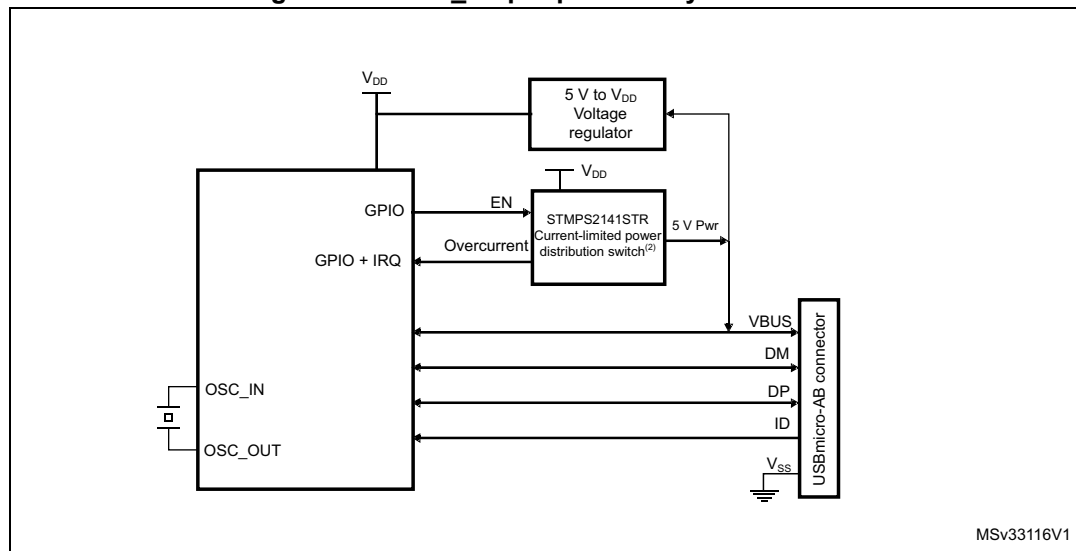 V_DD
5 V to V_DD
Voltage
regulator
V_DD
GPIO
EN
STMPS2141STR
Current-limited power
distribution switch(2)
5 V Pwr
Overcurrent
GPIO + IRQ
VBUS
DM
DP
ID
V_SS
USBmicro-AB connector
OSC_IN
OSC_OUT
MSv33116V1